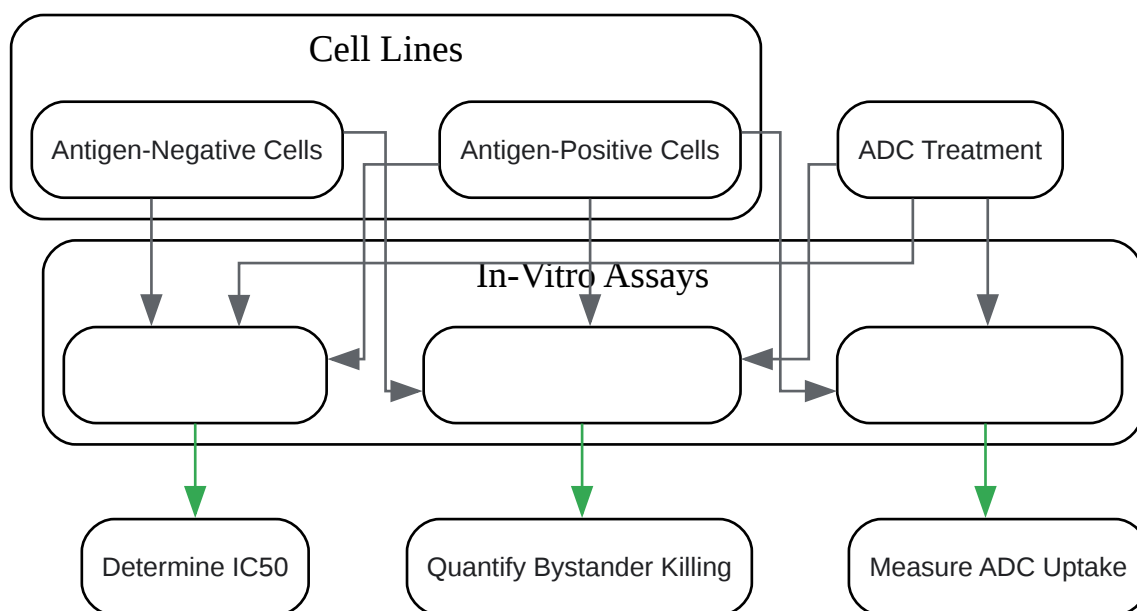 Cell Lines
Antigen-Negative Cells
Antigen-Positive Cells
ADC Treatment
In-Vitro Assays
Determine IC50
Quantify Bystander Killing
Measure ADC Uptake